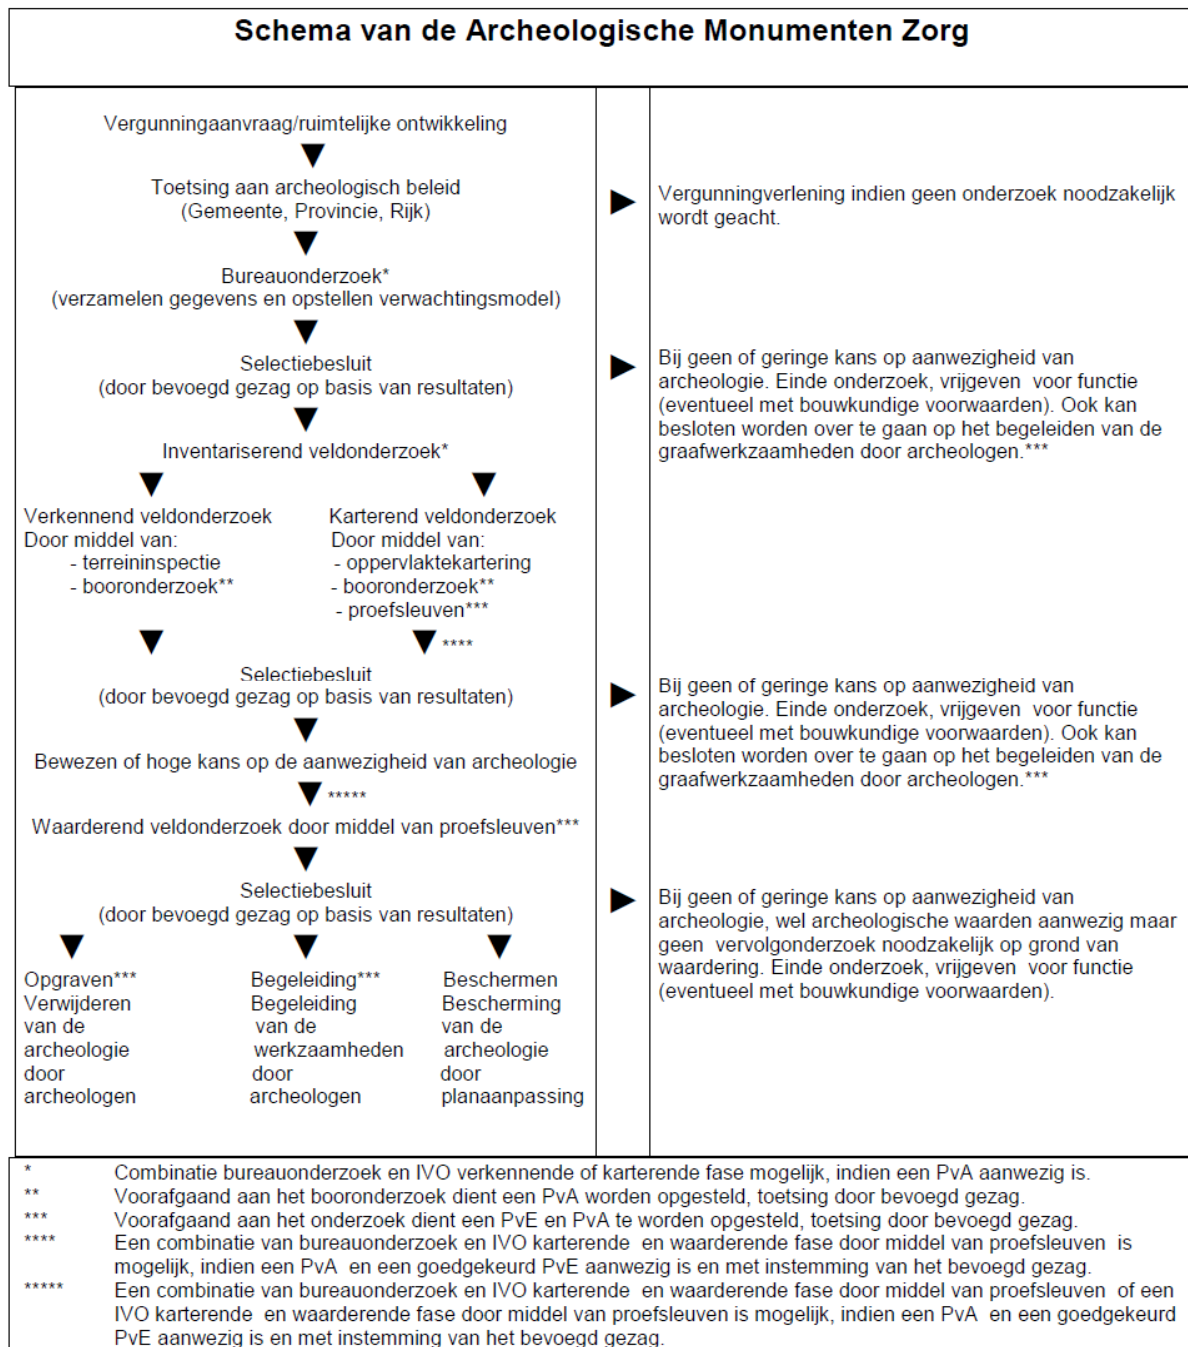 Schema van de Archeologische Monumenten Zorg
Vergunningaanvraag/ruimtelijke ontwikkeling
Toetsing aan archeologisch beleid
(Gemeente, Provincie, Rijk)
Vergunningverlening indien geen onderzoek noodzakelijk
wordt geacht.
Bureauonderzoek*
(verzamelen gegevens en opstellen verwachtingsmodel)
Selectiebesluit
(door bevoegd gezag op basis van resultaten)
Bij geen of geringe kans op aanwezigheid van
archeologie. Einde onderzoek, vrijgeven voor functie
(eventueel met bouwkundige voorwaarden). Ook kan
besloten worden over te gaan op het begeleiden van de
graafwerkzaamheden door archeologen.***
Inventariserend veldonderzoek*
Verkennend veldonderzoek
Door middel van:
- terreininspectie
- booronderzoek**
Karterend veldonderzoek
Door middel van:
- oppervlaktekartering
- booronderzoek**
- proefsleuven***
****
Selectiebesluit
(door bevoegd gezag op basis van resultaten)
Bij geen of geringe kans op aanwezigheid van
archeologie. Einde onderzoek, vrijgeven voor functie
(eventueel met bouwkundige voorwaarden). Ook kan
besloten worden over te gaan op het begeleiden van de
graafwerkzaamheden door archeologen.***
Bewezen of hoge kans op de aanwezigheid van archeologie
*****
Waarderend veldonderzoek door middel van proefsleuven***
Selectiebesluit
(door bevoegd gezag op basis van resultaten)
Bij geen of geringe kans op aanwezigheid van
archeologie, wel archeologische waarden aanwezig maar
geen vervolgonderzoek noodzakelijk op grond van
waardering. Einde onderzoek, vrijgeven voor functie
(eventueel met bouwkundige voorwaarden).
Opgraven***
Verwijderen
van de
archeologie
door
archeologen
Begeleiding***
Begeleiding
van de
werkzaamheden
door
archeologen
Beschermen
Bescherming
van de
archeologie
door
planaanpassing
* Combinatie bureauonderzoek en IVO verkennende of karterende fase mogelijk, indien een PvA aanwezig is.
** Voorafgaand aan het booronderzoek dient een PvA worden opgesteld, toetsing door bevoegd gezag.
*** Voorafgaand aan het onderzoek dient een PvE en PvA te worden opgesteld, toetsing door bevoegd gezag.
**** Een combinatie van bureauonderzoek en IVO karterende en waarderende fase door middel van proefsleuven is
mogelijk, indien een PvA en een goedgekeurd PvE aanwezig is en met instemming van het bevoegd gezag.
***** Een combinatie van bureauonderzoek en IVO karterende en waarderende fase door middel van proefsleuven of een
IVO karterende en waarderende fase door middel van proefsleuven is mogelijk, indien een PvA en een goedgekeurd
PvE aanwezig is en met instemming van het bevoegd gezag.